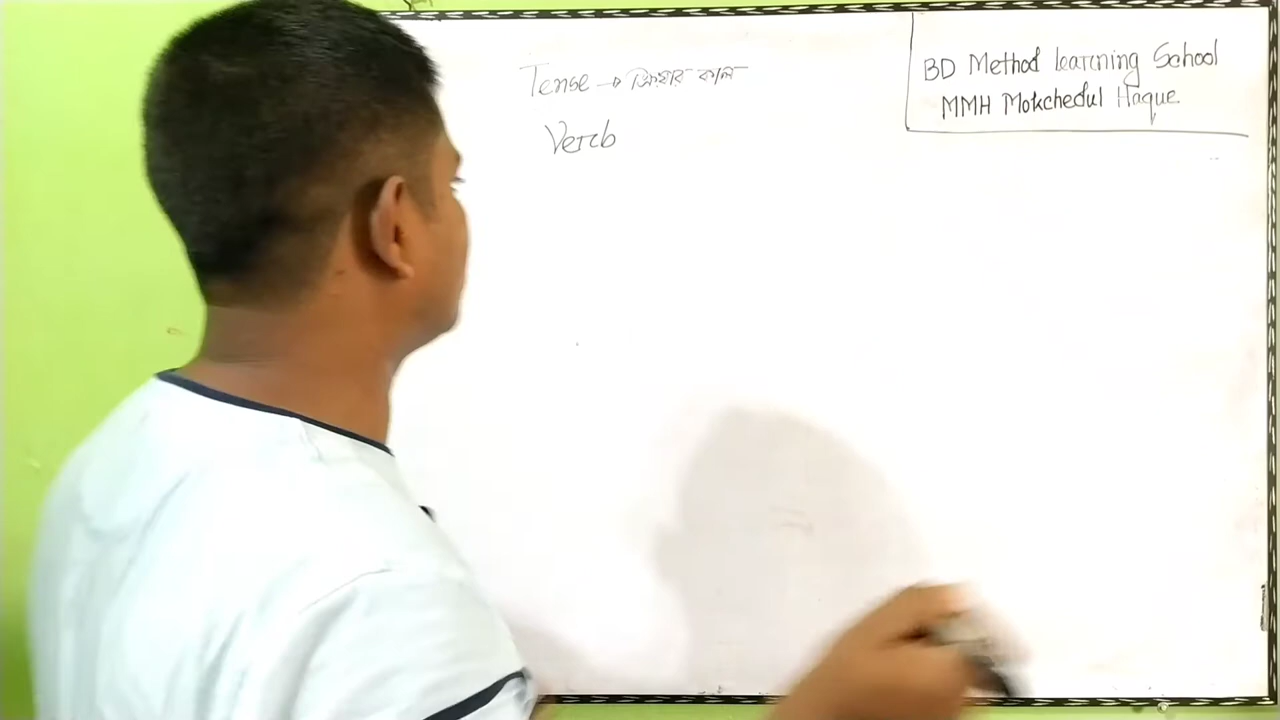 Tense → ক্রিয়ার কাল
Verb
BD Method learning School
MMH Mokchedul Haque.